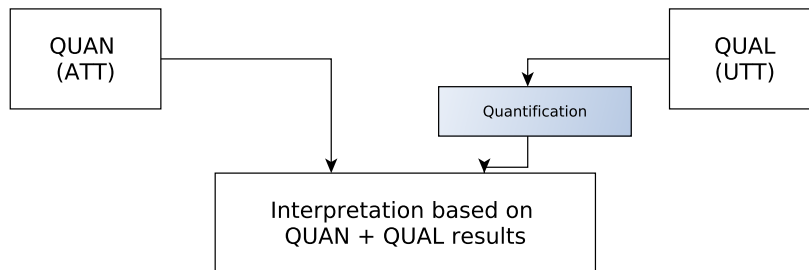 QUAN
(ATT)
QUAL
(UTT)
Quantification
Interpretation based on
QUAN + QUAL results